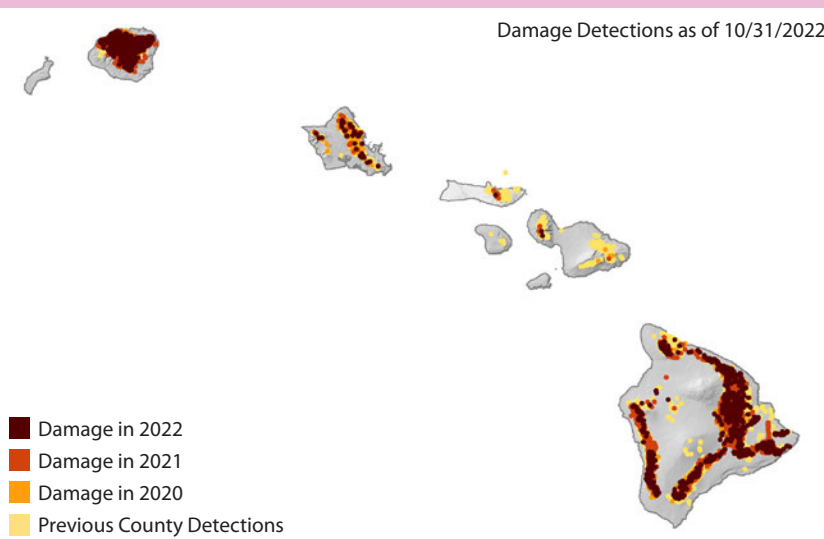 Damage Detections as of 10/31/2022
Damage in 2022
Damage in 2021
Damage in 2020
Previous County Detections